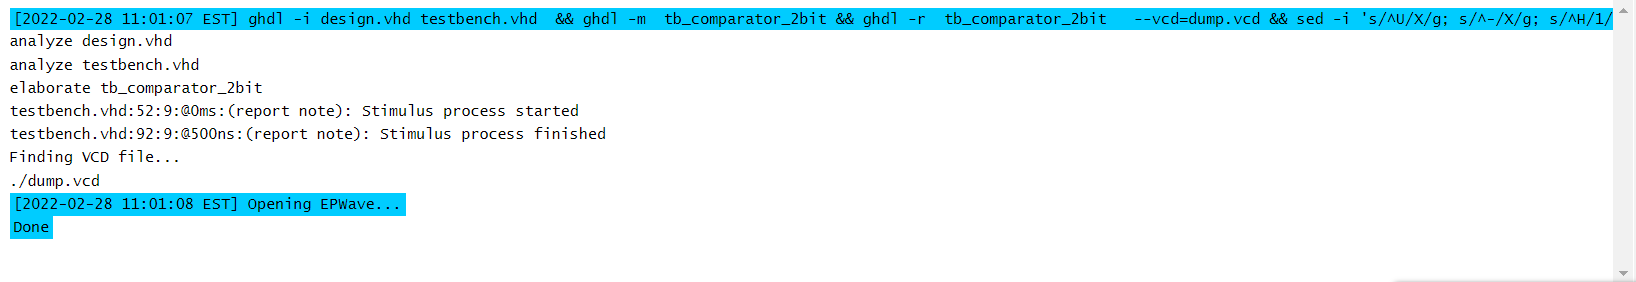 [2022-02-28 11:01:07 EST] ghdl -i design.vhd testbench.vhd  && ghdl -m  tb_comparator_2bit && ghdl -r  tb_comparator_2bit   --vcd=dump.vcd && sed -i 's/^U/X/g; s/^-/X/g; s/^H/1/
analyze design.vhd
analyze testbench.vhd
elaborate tb_comparator_2bit
testbench.vhd:52:9:@0ms:(report note): Stimulus process started
testbench.vhd:92:9:@500ns:(report note): Stimulus process finished
Finding VCD file...
./dump.vcd
[2022-02-28 11:01:08 EST] Opening EPWave...
Done